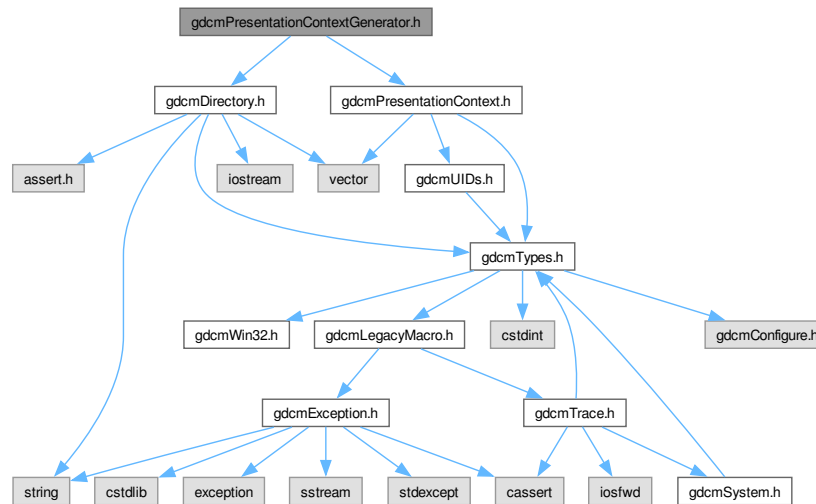 gdcmPresentationContextGenerator.h
gdcmDirectory.h
gdcmPresentationContext.h
assert.h
iostream
vector
gdcmUIDs.h
gdcmTypes.h
gdcmWin32.h
gdcmLegacyMacro.h
cstdint
gdcmConfigure.h
gdcmException.h
gdcmTrace.h
string
cstdlib
exception
sstream
stdexcept
cassert
iosfwd
gdcmSystem.h